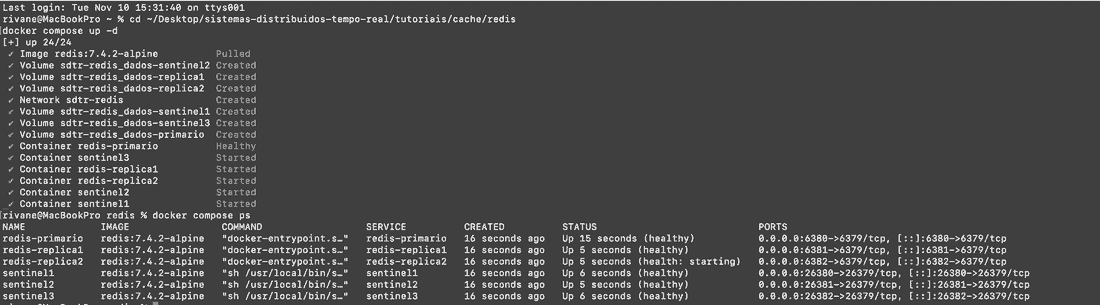 Last login: Tue Nov 10 15:31:40 on ttys001
rivane@MacBookPro ~ % cd ~/Desktop/sistemas-distribuidos-tempo-real/tutoriais/cache/redis
docker compose up -d
[+] up 24/24
✔ Image redis:7.4.2-alpine Pulled
✔ Volume sdtr-redis_dados-sentinel2 Created
✔ Volume sdtr-redis_dados-replica1 Created
✔ Volume sdtr-redis_dados-replica2 Created
✔ Network sdtr-redis Created
✔ Volume sdtr-redis_dados-sentinel1 Created
✔ Volume sdtr-redis_dados-sentinel3 Created
✔ Volume sdtr-redis_dados-primario Created
✔ Container redis-primario Healthy
✔ Container sentinel3 Started
✔ Container redis-replica1 Started
✔ Container redis-replica2 Started
✔ Container sentinel2 Started
✔ Container sentinel1 Started
rivane@MacBookPro redis % docker compose ps
NAME IMAGE COMMAND SERVICE CREATED STATUS PORTS
redis-primario redis:7.4.2-alpine "docker-entrypoint.s…" redis-primario 16 seconds ago Up 15 seconds (healthy) 0.0.0.0:6380->6379/tcp, [::]:6380->6379/tcp
redis-replica1 redis:7.4.2-alpine "docker-entrypoint.s…" redis-replica1 16 seconds ago Up 5 seconds (healthy) 0.0.0.0:6381->6379/tcp, [::]:6381->6379/tcp
redis-replica2 redis:7.4.2-alpine "docker-entrypoint.s…" redis-replica2 16 seconds ago Up 5 seconds (health: starting) 0.0.0.0:6382->6379/tcp, [::]:6382->6379/tcp
sentinel1 redis:7.4.2-alpine "sh /usr/local/bin/s…" sentinel1 16 seconds ago Up 6 seconds (healthy) 0.0.0.0:26380->26379/tcp, [::]:26380->26379/tcp
sentinel2 redis:7.4.2-alpine "sh /usr/local/bin/s…" sentinel2 16 seconds ago Up 5 seconds (healthy) 0.0.0.0:26381->26379/tcp, [::]:26381->26379/tcp
sentinel3 redis:7.4.2-alpine "sh /usr/local/bin/s…" sentinel3 16 seconds ago Up 6 seconds (healthy) 0.0.0.0:26382->26379/tcp, [::]:26382->26379/tcp